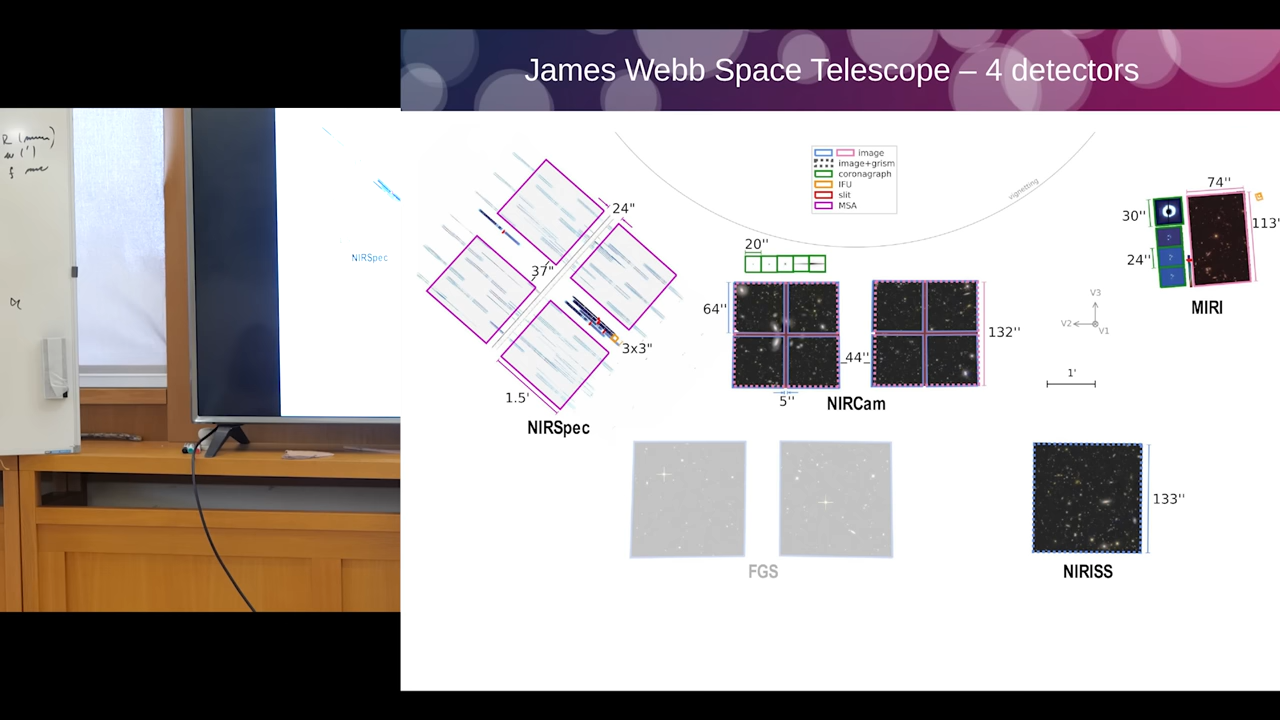 James Webb Space Telescope – 4 detectors
image
image+grism
coronagraph
IFU
slit
MSA
vignetting
24"
37"
3x3"
1.5'
NIRSpec
20''
64''
44''
132''
5''
NIRCam
74''
30''
113''
24''
MIRI
V3
V2
V1
1'
FGS
133''
NIRISS
NIRSpec